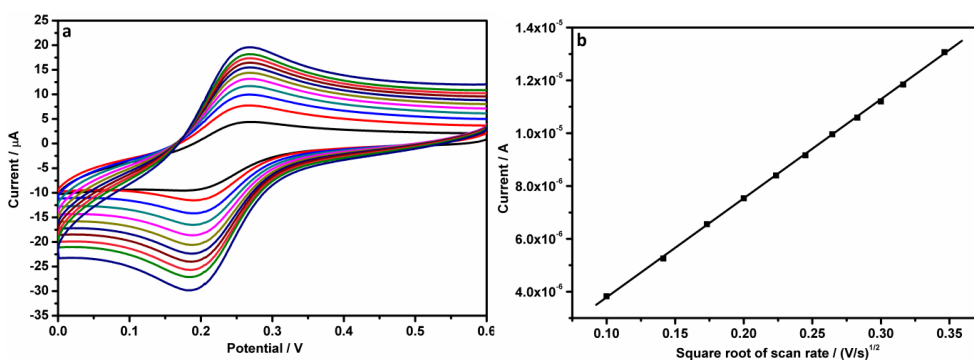 a
25
20
15
10
5
0
-5
-10
-15
-20
-25
-30
-35
Current / μA
0.0 0.1 0.2 0.3 0.4 0.5 0.6
Potential / V
b
1.4x10⁻⁵
1.2x10⁻⁵
1.0x10⁻⁵
8.0x10⁻⁶
6.0x10⁻⁶
4.0x10⁻⁶
Current / A
0.10 0.15 0.20 0.25 0.30 0.35
Square root of scan rate / (V/s)¹/²